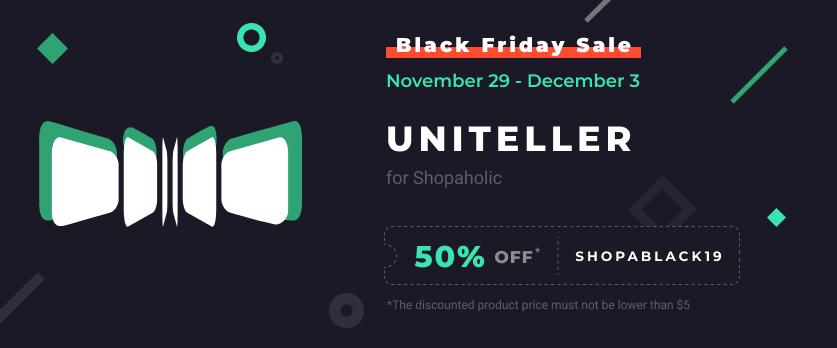 Black Friday Sale
November 29 - December 3
UNITELLER
for Shopaholic
50% OFF* SHOPABLACK19
*The discounted product price must not be lower than $5